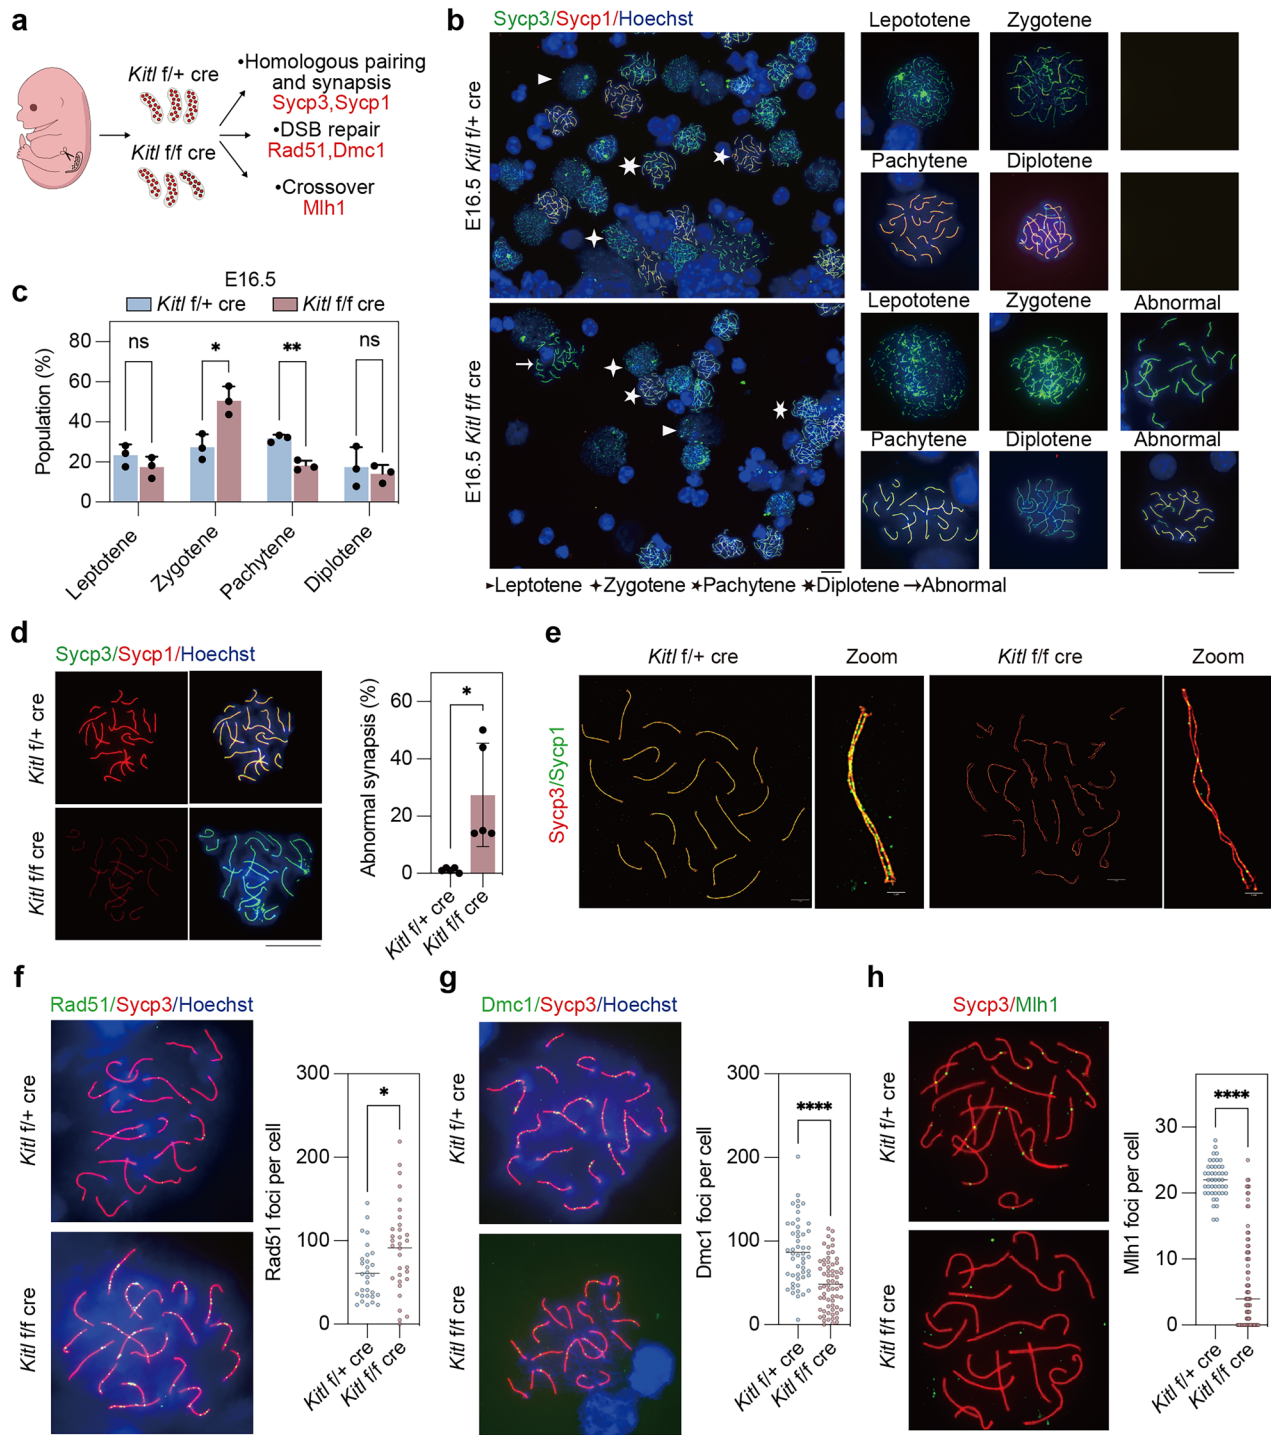 a
Kitl f/+ cre
Kitl f/f cre
•Homologous pairing
and synapsis
Sycp3,Sycp1
•DSB repair
Rad51,Dmc1
•Crossover
Mlh1
b
Sycp3/Sycp1/Hoechst
E16.5 Kitl f/+ cre
E16.5 Kitl f/f cre
Lepototene
Zygotene
Pachytene
Diplotene
Lepototene
Zygotene
Abnormal
Pachytene
Diplotene
Abnormal
Leptotene
Zygotene
Pachytene
Diplotene
Abnormal
c
E16.5
Kitl f/+ cre
Kitl f/f cre
Population (%)
80
60
40
20
0
ns
*
**
ns
Leptotene
Zygotene
Pachytene
Diplotene
d
Sycp3/Sycp1/Hoechst
Kitl f/+ cre
Kitl f/f cre
Abnormal synapsis (%)
60
40
20
0
*
Kitl f/+ cre
Kitl f/f cre
e
Kitl f/+ cre
Zoom
Kitl f/f cre
Zoom
Sycp3/Sycp1
f
Rad51/Sycp3/Hoechst
Kitl f/+ cre
Kitl f/f cre
Rad51 foci per cell
300
200
100
0
*
Kitl f/+ cre
Kitl f/f cre
g
Dmc1/Sycp3/Hoechst
Kitl f/+ cre
Kitl f/f cre
Dmc1 foci per cell
300
200
100
0
****
Kitl f/+ cre
Kitl f/f cre
h
Sycp3/Mlh1
Kitl f/+ cre
Kitl f/f cre
Mlh1 foci per cell
30
20
10
0
****
Kitl f/+ cre
Kitl f/f cre